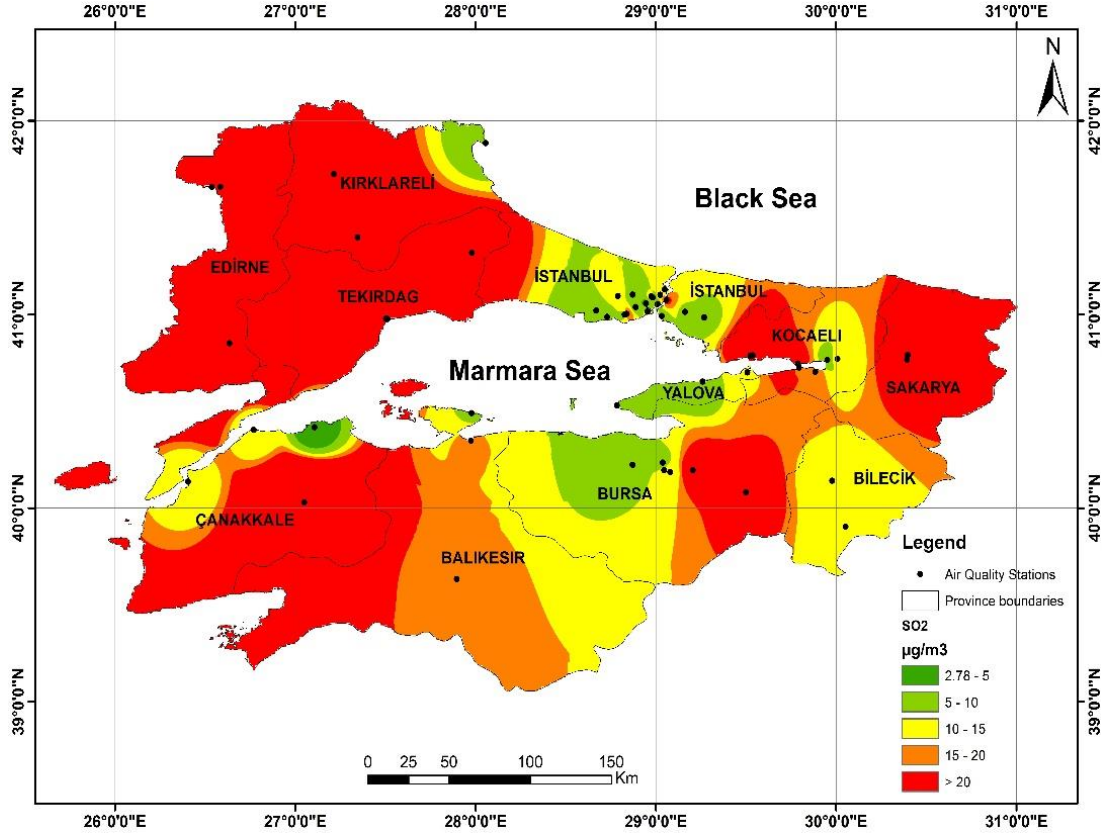 26°0'0"E 27°0'0"E 28°0'0"E 29°0'0"E 30°0'0"E 31°0'0"E
N
42°0'0"N
42°0'0"N
KIRKLARELİ
Black Sea
EDİRNE
İSTANBUL
İSTANBUL
TEKIRDAG
41°0'0"N
41°0'0"N
KOCAELI
Marmara Sea
YALOVA
SAKARYA
BİLECİK
BURSA
40°0'0"N
40°0'0"N
ÇANAKKALE
BALIKESIR
Legend
Air Quality Stations
Province boundaries
SO2
µg/m3
2.78 - 5
5 - 10
10 - 15
15 - 20
> 20
39°0'0"N
39°0'0"N
0 25 50 100 150
Km
26°0'0"E 27°0'0"E 28°0'0"E 29°0'0"E 30°0'0"E 31°0'0"E